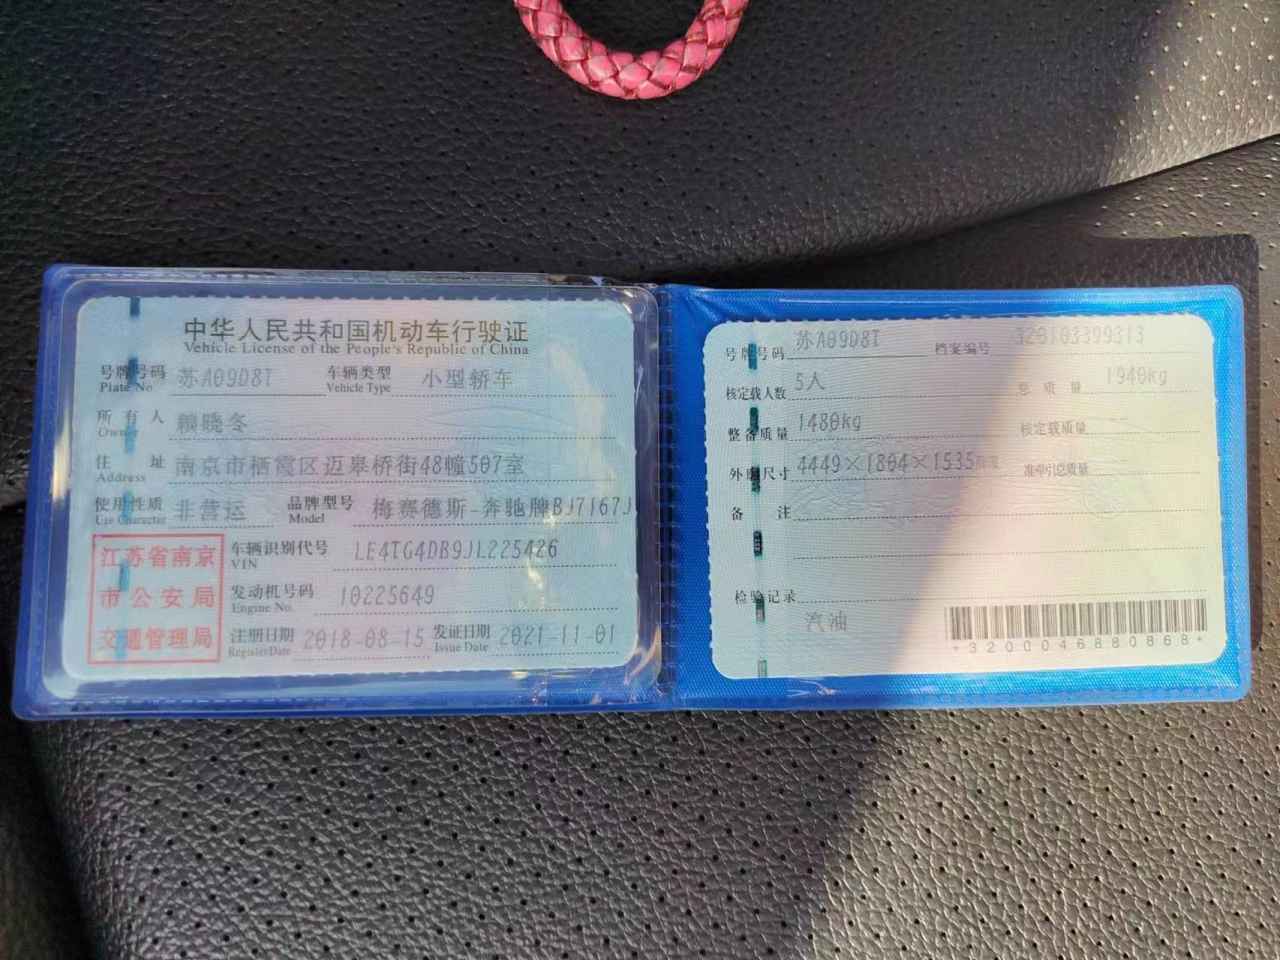 中华人民共和国机动车行驶证
Vehicle License of the People's Republic of China
号牌号码 苏A09D8T 车辆类型 小型轿车
Plate No. Vehicle Type
所有人 赖晓冬
Owner
住址 南京市栖霞区迈皋桥街48幢507室
Address
使用性质 非营运 品牌型号 梅赛德斯-奔驰牌BJ7167J
Use Character Model
江苏省南京
市公安局
交通管理局
车辆识别代号 LE4TG4DB9JL225426
VIN
发动机号码 10225649
Engine No.
注册日期 2018-08-15 发证日期 2021-11-01
Register Date Issue Date
号牌号码 苏A09D8T 档案编号 320103399313
核定载人数 5人 总质量 1940kg
整备质量 1480kg 核定载质量
外廓尺寸 4449×1804×1535 准牵引总质量
备注
检验记录
汽油
*3200046880868*